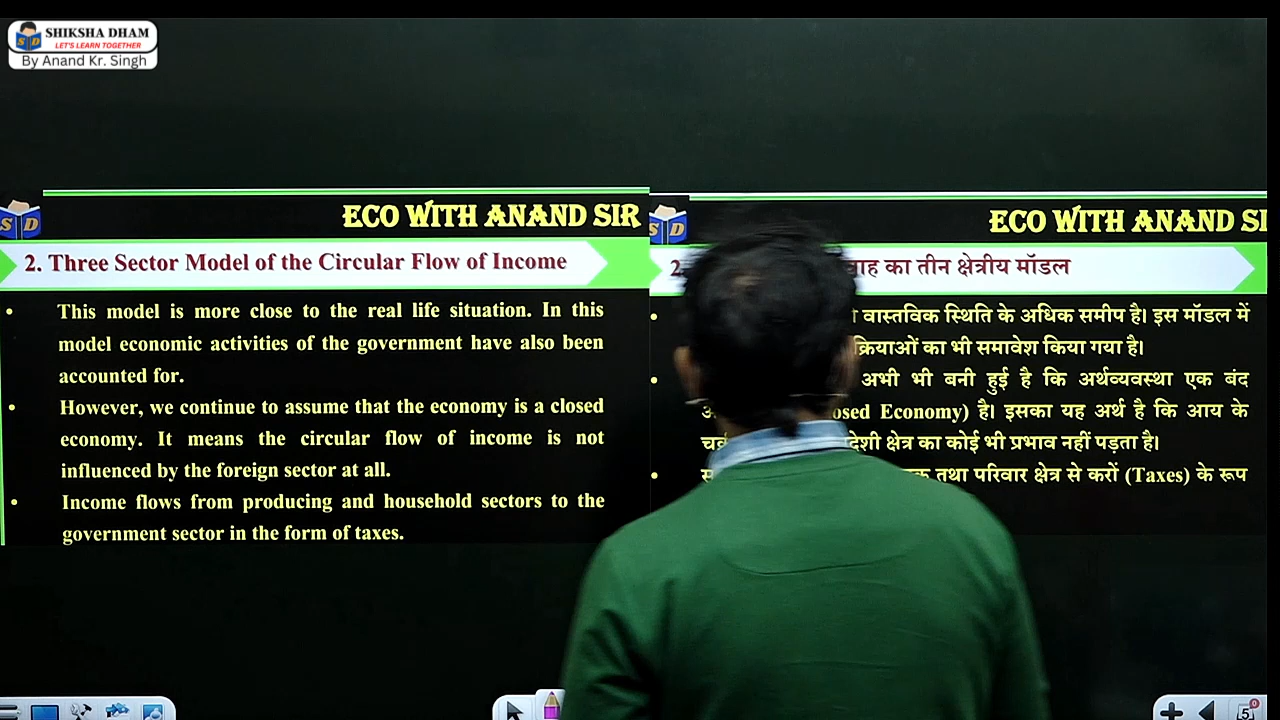 SHIKSHA DHAM
LET'S LEARN TOGETHER
By Anand Kr. Singh
S D
ECO WITH ANAND SIR
2. Three Sector Model of the Circular Flow of Income
• This model is more close to the real life situation. In this
model economic activities of the government have also been
accounted for.
• However, we continue to assume that the economy is a closed
economy. It means the circular flow of income is not
influenced by the foreign sector at all.
• Income flows from producing and household sectors to the
government sector in the form of taxes.
S D
ECO WITH ANAND
2. का तीन क्षेत्रीय मॉडल
• वास्तविक स्थिति के अधिक समीप है। इस मॉडल में
का भी समावेश किया गया है।
• अभी भी बनी हुई है कि अर्थव्यवस्था एक बंद
Economy) है। इसका यह अर्थ है कि आय के
क्षेत्र का कोई भी प्रभाव नहीं पड़ता है।
• तथा परिवार क्षेत्र से करों (Taxes) के रूप
5
0